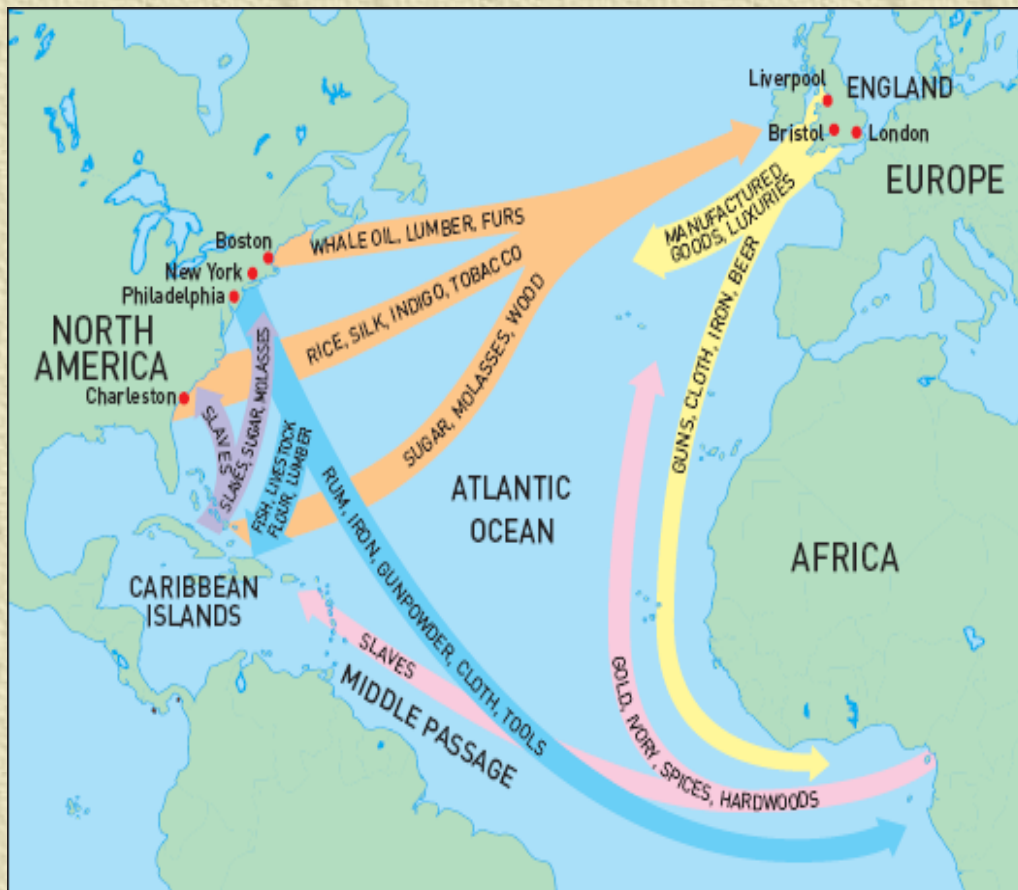 Liverpool
ENGLAND
Bristol
London
EUROPE
MANUFACTURED
GOODS, LUXURIES
WHALE OIL, LUMBER, FURS
Boston
New York
Philadelphia
RICE, SILK, INDIGO, TOBACCO
NORTH
AMERICA
Charleston
SLAVES
SLAVES, SUGAR, MOLASSES
FISH, LIVESTOCK
FLOUR, LUMBER
SUGAR, MOLASSES, WOOD
GUNS, CLOTH, IRON, BEER
RUM, IRON, GUNPOWDER, CLOTH, TOOLS
ATLANTIC
OCEAN
AFRICA
CARIBBEAN
ISLANDS
SLAVES
MIDDLE PASSAGE
GOLD, IVORY, SPICES, HARDWOODS